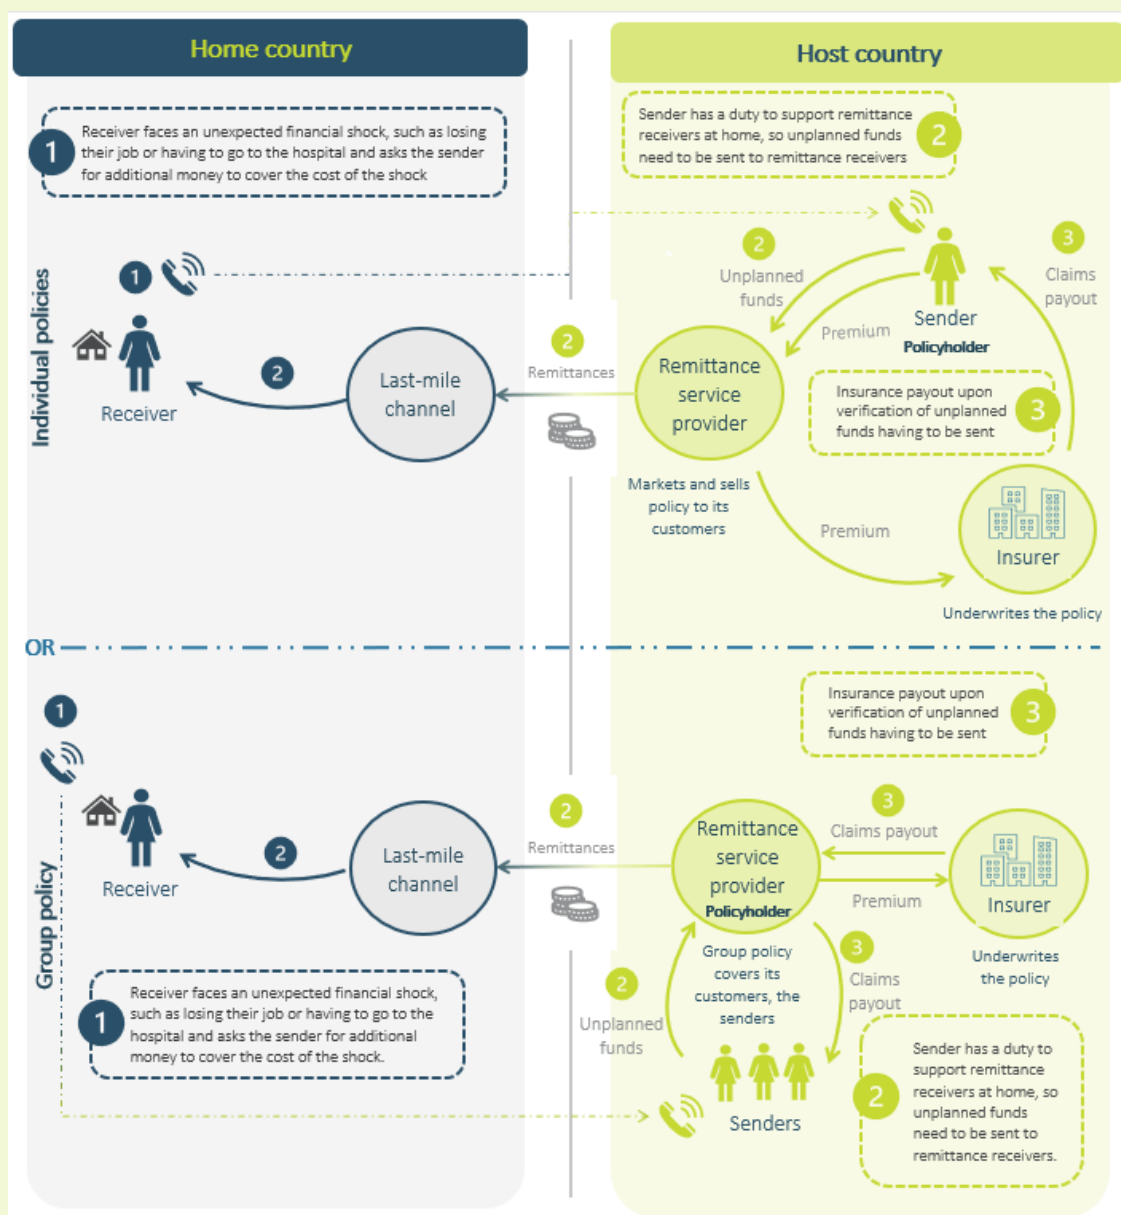 Home country
Host country
1
Receiver faces an unexpected financial shock, such as losing
their job or having to go to the hospital and asks the sender
for additional money to cover the cost of the shock
Sender has a duty to support remittance
receivers at home, so unplanned funds
need to be sent to remittance receivers
2
Individual policies
1
Receiver
2
Last-mile
channel
2
Remittances
2
Unplanned
funds
Premium
Sender
Policyholder
3
Claims
payout
Remittance
service
provider
Insurance payout upon
verification of unplanned
funds having to be sent
3
Markets and sells
policy to its
customers
Premium
Insurer
Underwrites the policy
OR
Group policy
1
Receiver
2
Last-mile
channel
2
Remittances
Insurance payout upon
verification of unplanned
funds having to be sent
3
Remittance
service
provider
Policyholder
3
Claims payout
Premium
Insurer
Underwrites
the policy
Group policy
covers its
customers, the
senders
2
Unplanned
funds
3
Claims
payout
Senders
1
Receiver faces an unexpected financial shock,
such as losing their job or having to go to the
hospital and asks the sender for additional
money to cover the cost of the shock.
2
Sender has a duty to
support remittance
receivers at home, so
unplanned funds
need to be sent to
remittance receivers.